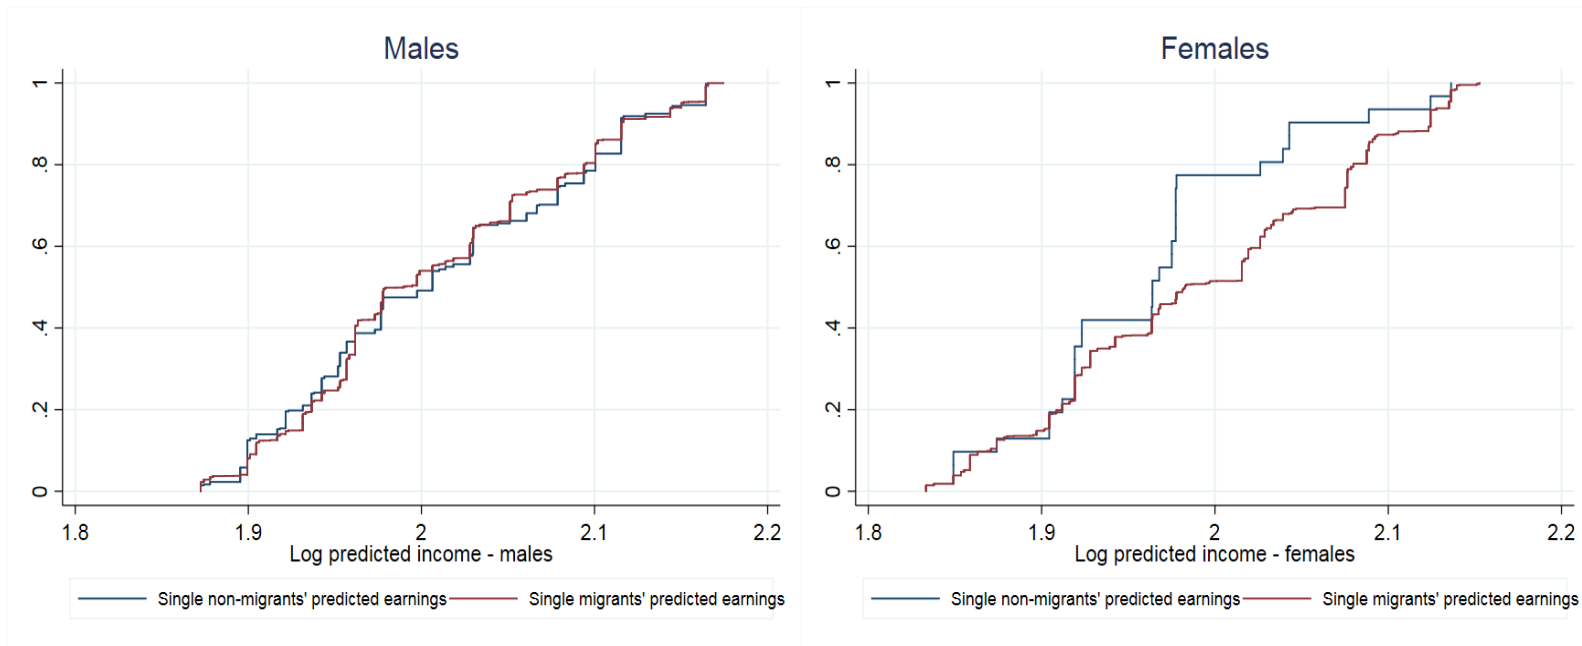 Males
1
.8
.6
.4
.2
0
1.8 1.9 2 2.1 2.2
Log predicted income - males
Single non-migrants' predicted earnings Single migrants' predicted earnings
Females
1
.8
.6
.4
.2
0
1.8 1.9 2 2.1 2.2
Log predicted income - females
Single non-migrants' predicted earnings Single migrants' predicted earnings